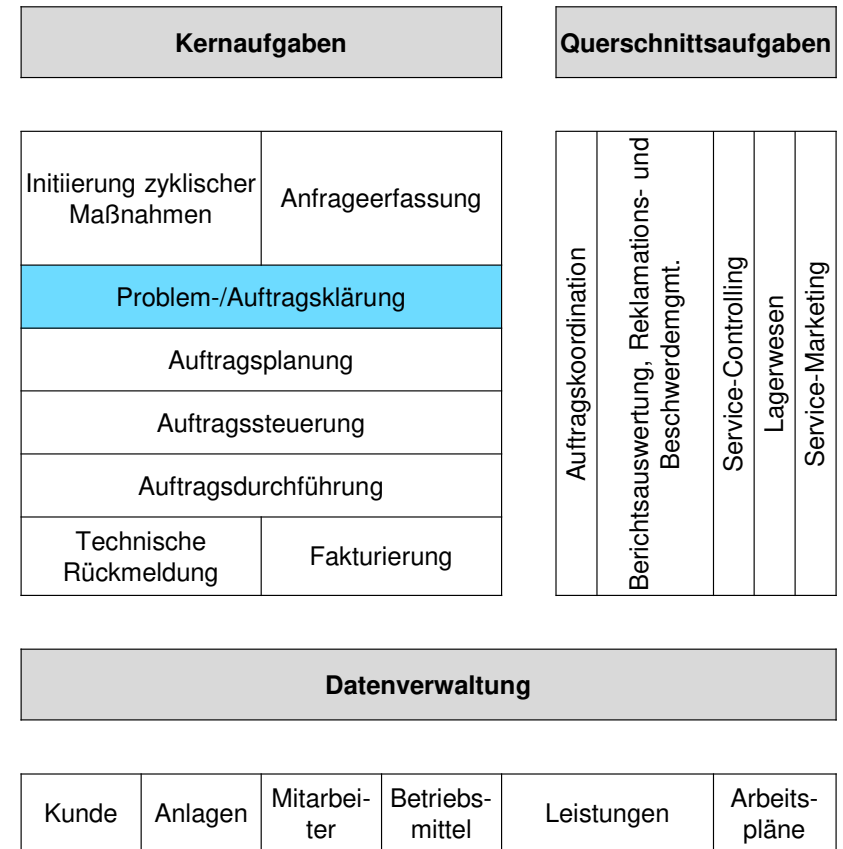 Kernaufgaben
Querschnittsaufgaben
Initiierung zyklischer
Maßnahmen
Anfrageerfassung
Problem-/Auftragsklärung
Auftragsplanung
Auftragssteuerung
Auftragsdurchführung
Technische
Rückmeldung
Fakturierung
Auftragskoordination
Berichtsauswertung, Reklamations- und
Beschwerdemgmt.
Service-Controlling
Lagerwesen
Service-Marketing
Datenverwaltung
Kunde
Anlagen
Mitarbei-
ter
Betriebs-
mittel
Leistungen
Arbeits-
pläne